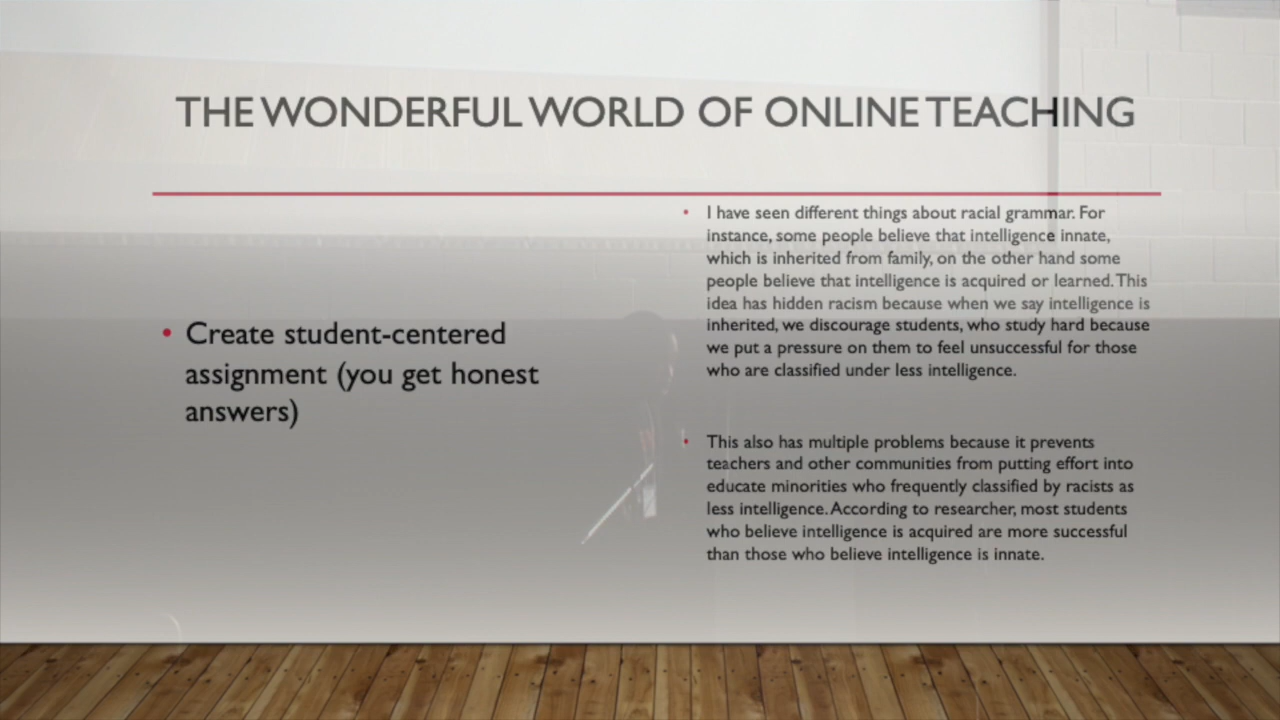 THE WONDERFUL WORLD OF ONLINE TEACHING
• Create student-centered
assignment (you get honest
answers)
• I have seen different things about racial grammar. For
instance, some people believe that intelligence innate,
which is inherited from family, on the other hand some
people believe that intelligence is acquired or learned. This
idea has hidden racism because when we say intelligence is
inherited, we discourage students, who study hard because
we put a pressure on them to feel unsuccessful for those
who are classified under less intelligence.
• This also has multiple problems because it prevents
teachers and other communities from putting effort into
educate minorities who frequently classified by racists as
less intelligence. According to researcher, most students
who believe intelligence is acquired are more successful
than those who believe intelligence is innate.